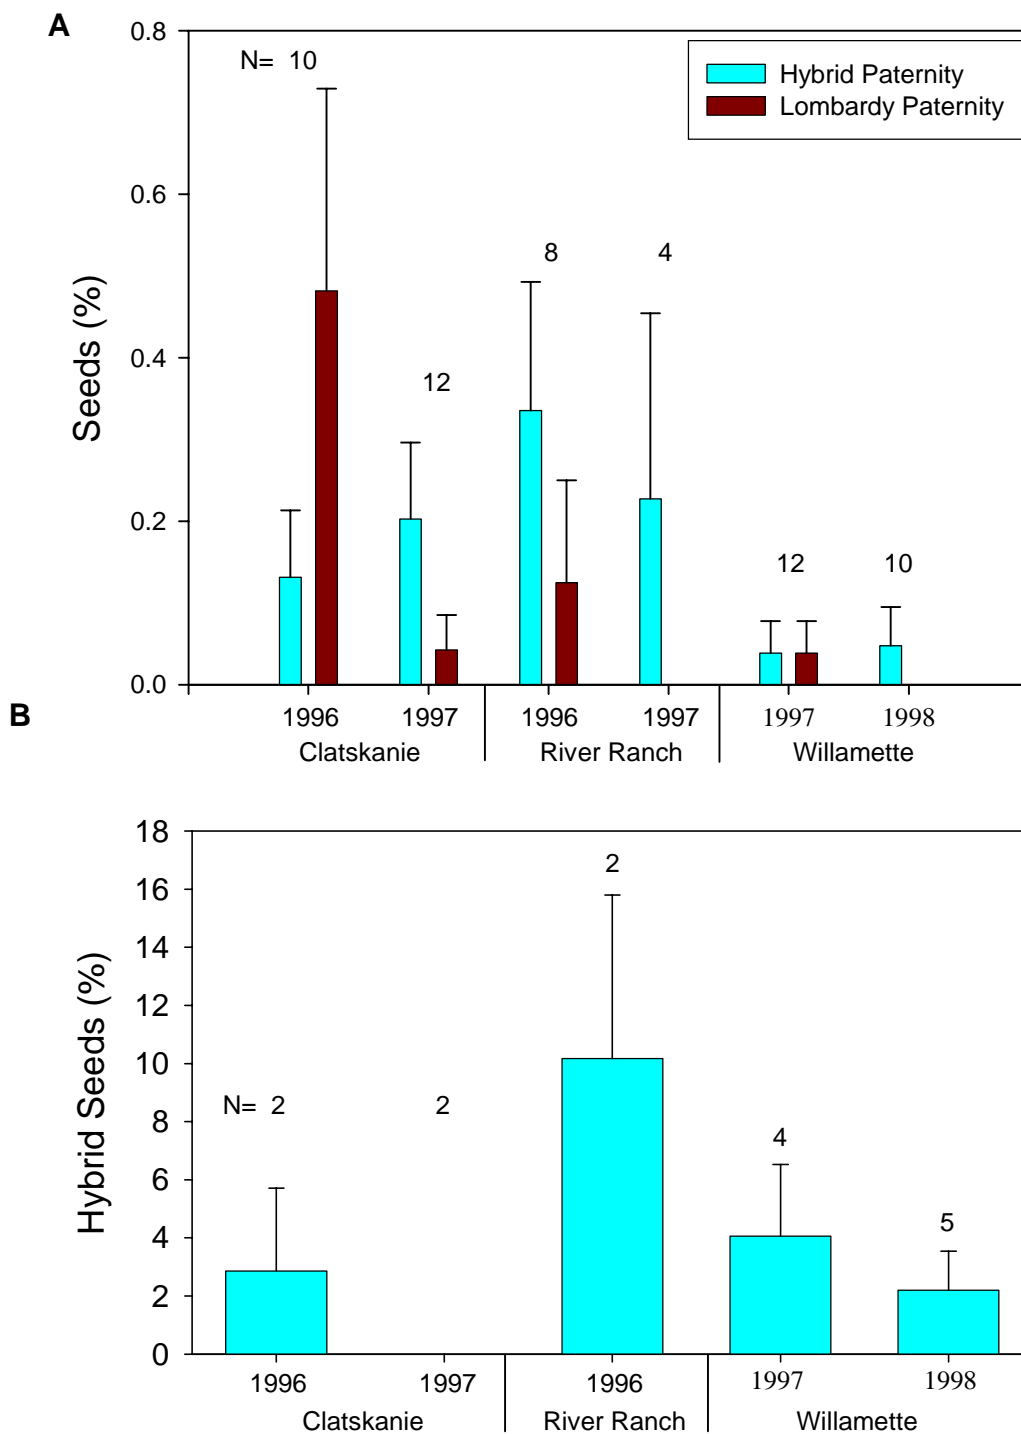 A
0.8
N= 10
Hybrid Paternity
Lombardy Paternity
0.6
8
4
0.4
12
12
10
0.2
0.0
Seeds (%)
1996 1997 1996 1997 1997 1998
Clatskanie River Ranch Willamette
B
18
2
16
14
12
10
N= 2 2
8
4
6
5
4
2
0
Hybrid Seeds (%)
1996 1997 1996 1997 1998
Clatskanie River Ranch Willamette